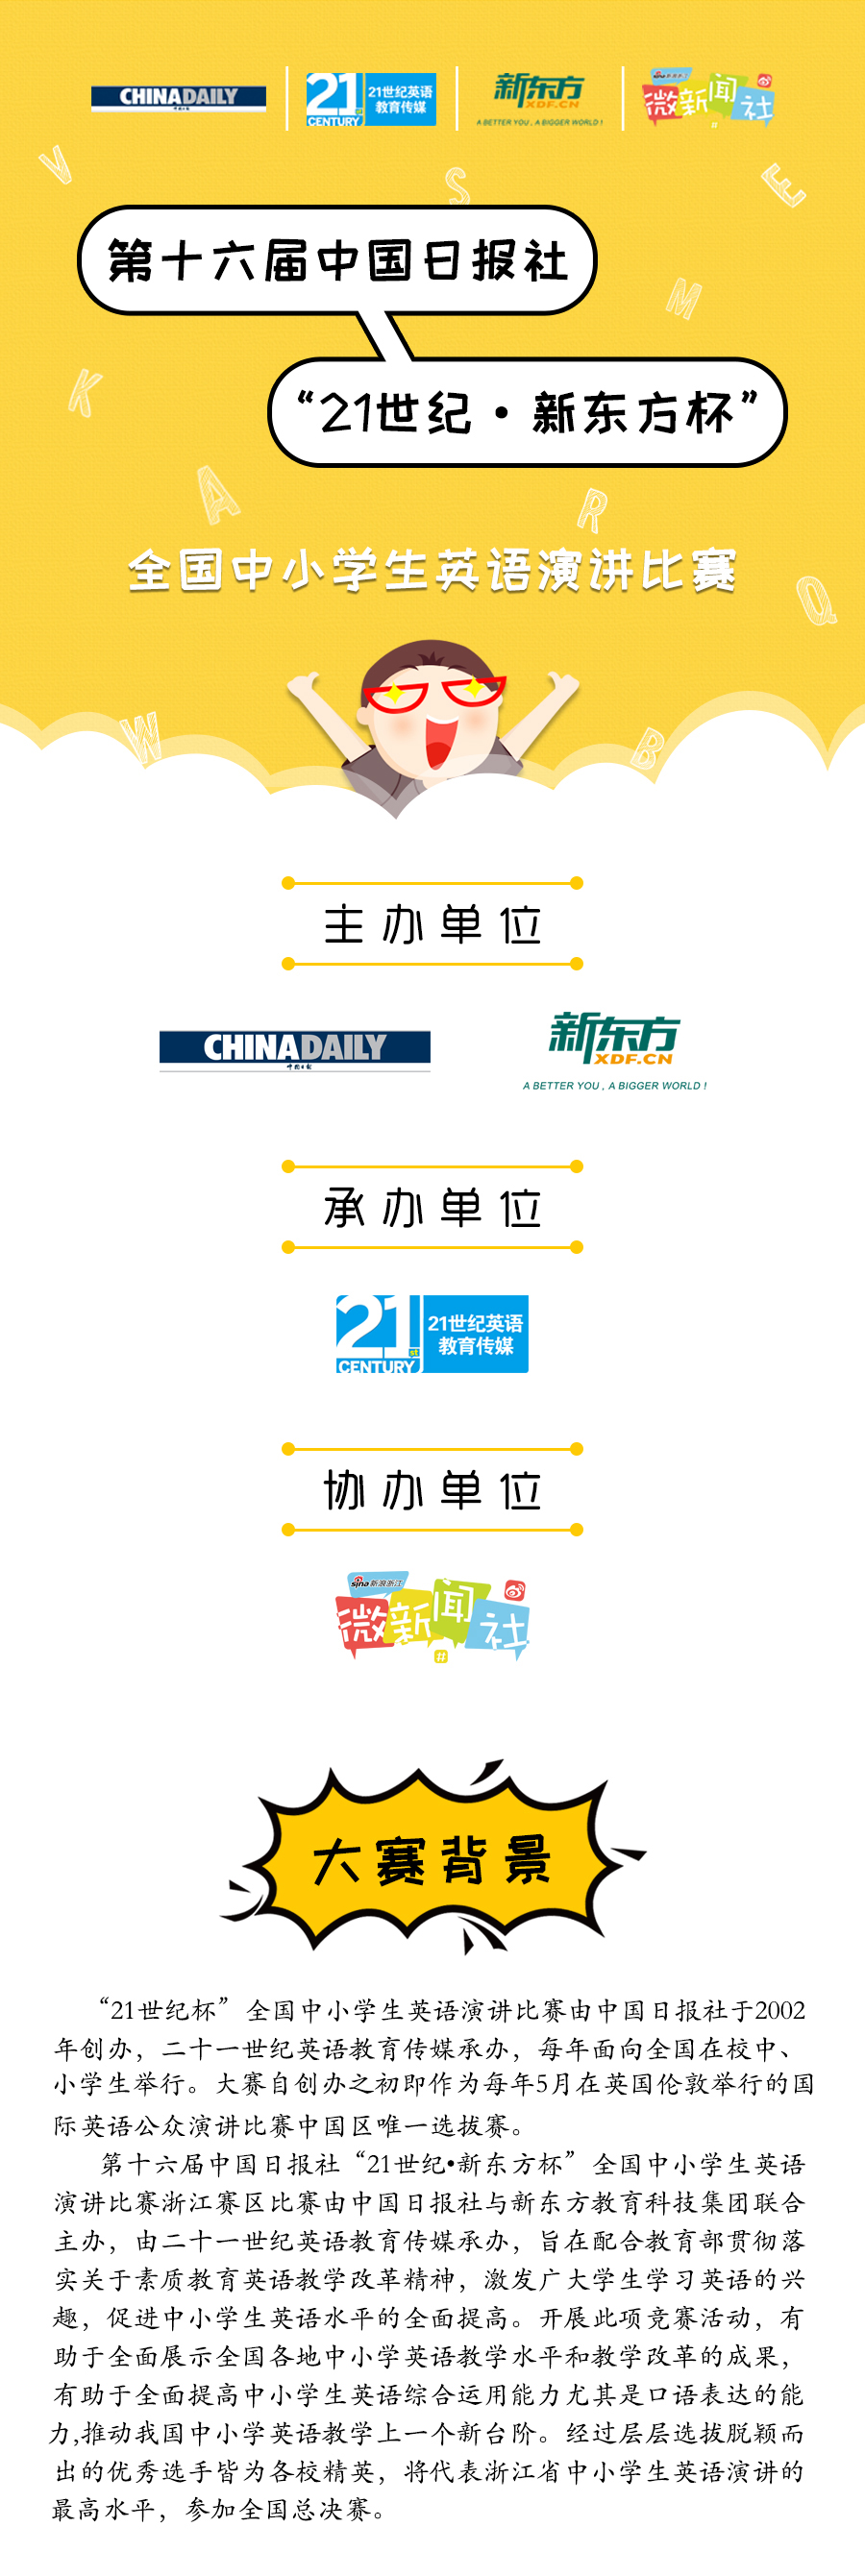 CHINADAILY
中国日报
21st
CENTURY
21世纪英语
教育传媒
新东方
XDF.CN
A BETTER YOU , A BIGGER WORLD !
sina新浪浙江
微新闻社
#
V
S
E
第十六届中国日报社
M
K
“21世纪·新东方杯”
A
R
全国中小学生英语演讲比赛
Q
W
B
主办单位
CHINADAILY
中国日报
新东方
XDF.CN
A BETTER YOU , A BIGGER WORLD !
承办单位
21st
CENTURY
21世纪英语
教育传媒
协办单位
sina新浪浙江
微新闻社
#
大赛背景
“21世纪杯”全国中小学生英语演讲比赛由中国日报社于2002
年创办，二十一世纪英语教育传媒承办，每年面向全国在校中、
小学生举行。大赛自创办之初即作为每年5月在英国伦敦举行的国
际英语公众演讲比赛中国区唯一选拔赛。
第十六届中国日报社“21世纪•新东方杯”全国中小学生英语
演讲比赛浙江赛区比赛由中国日报社与新东方教育科技集团联合
主办，由二十一世纪英语教育传媒承办，旨在配合教育部贯彻落
实关于素质教育英语教学改革精神，激发广大学生学习英语的兴
趣，促进中小学生英语水平的全面提高。开展此项竞赛活动，有
助于全面展示全国各地中小学英语教学水平和教学改革的成果，
有助于全面提高中小学生英语综合运用能力尤其是口语表达的能
力,推动我国中小学英语教学上一个新台阶。经过层层选拔脱颖而
出的优秀选手皆为各校精英，将代表浙江省中小学生英语演讲的
最高水平，参加全国总决赛。